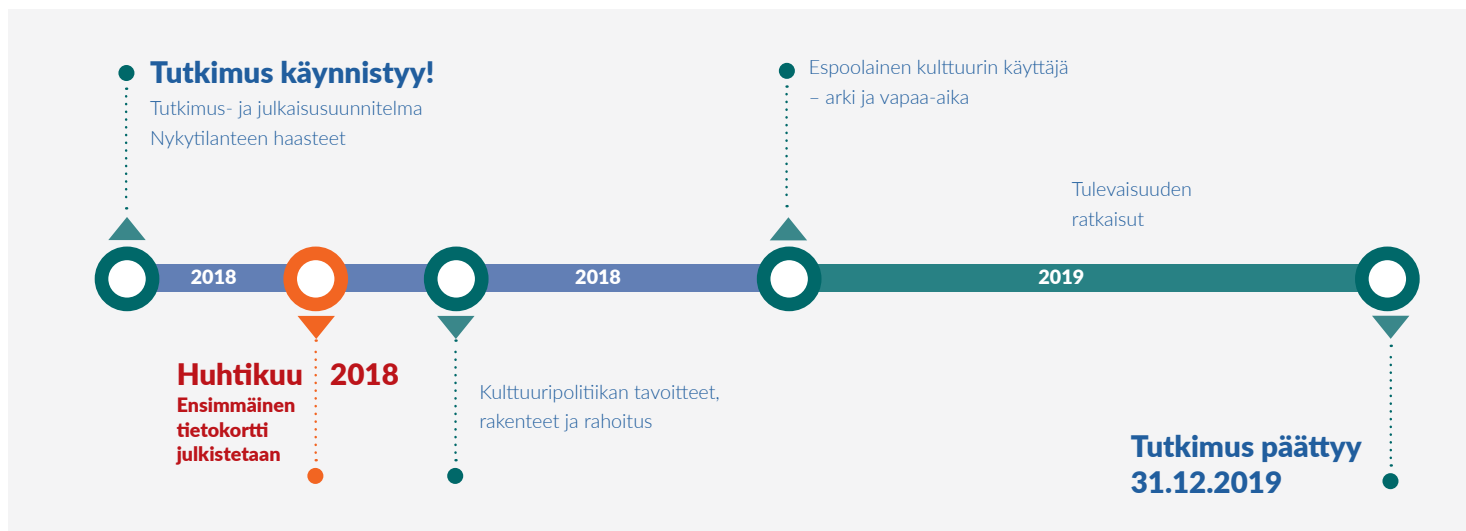 Tutkimus käynnistyy!
Tutkimus- ja julkaisusuunnitelma
Nykytilanteen haasteet
Espoolainen kulttuurin käyttäjä
– arki ja vapaa-aika
Tulevaisuuden
ratkaisut
2018
2018
2019
Huhtikuu 2018
Ensimmäinen
tietokortti
julkistetaan
Kulttuuripolitiikan tavoitteet,
rakenteet ja rahoitus
Tutkimus päättyy
31.12.2019